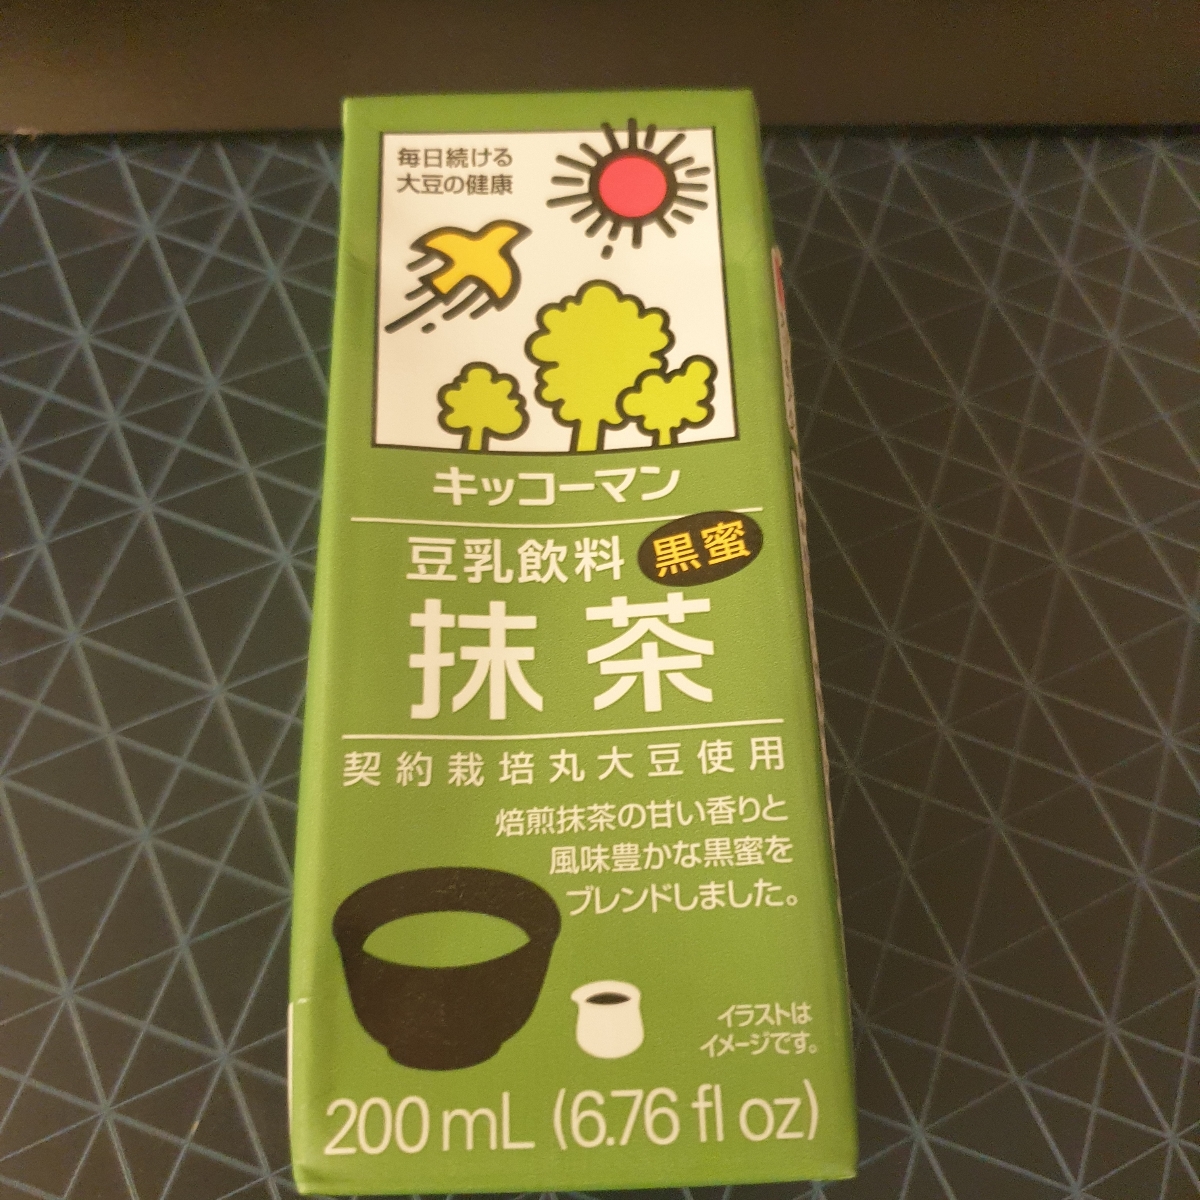 毎日続ける
大豆の健康
キッコーマン
豆乳飲料 黒蜜
抹茶
契約栽培丸大豆使用
焙煎抹茶の甘い香りと
風味豊かな黒蜜を
ブレンドしました。
イラストは
イメージです。
200 mL (6.76 fl oz)